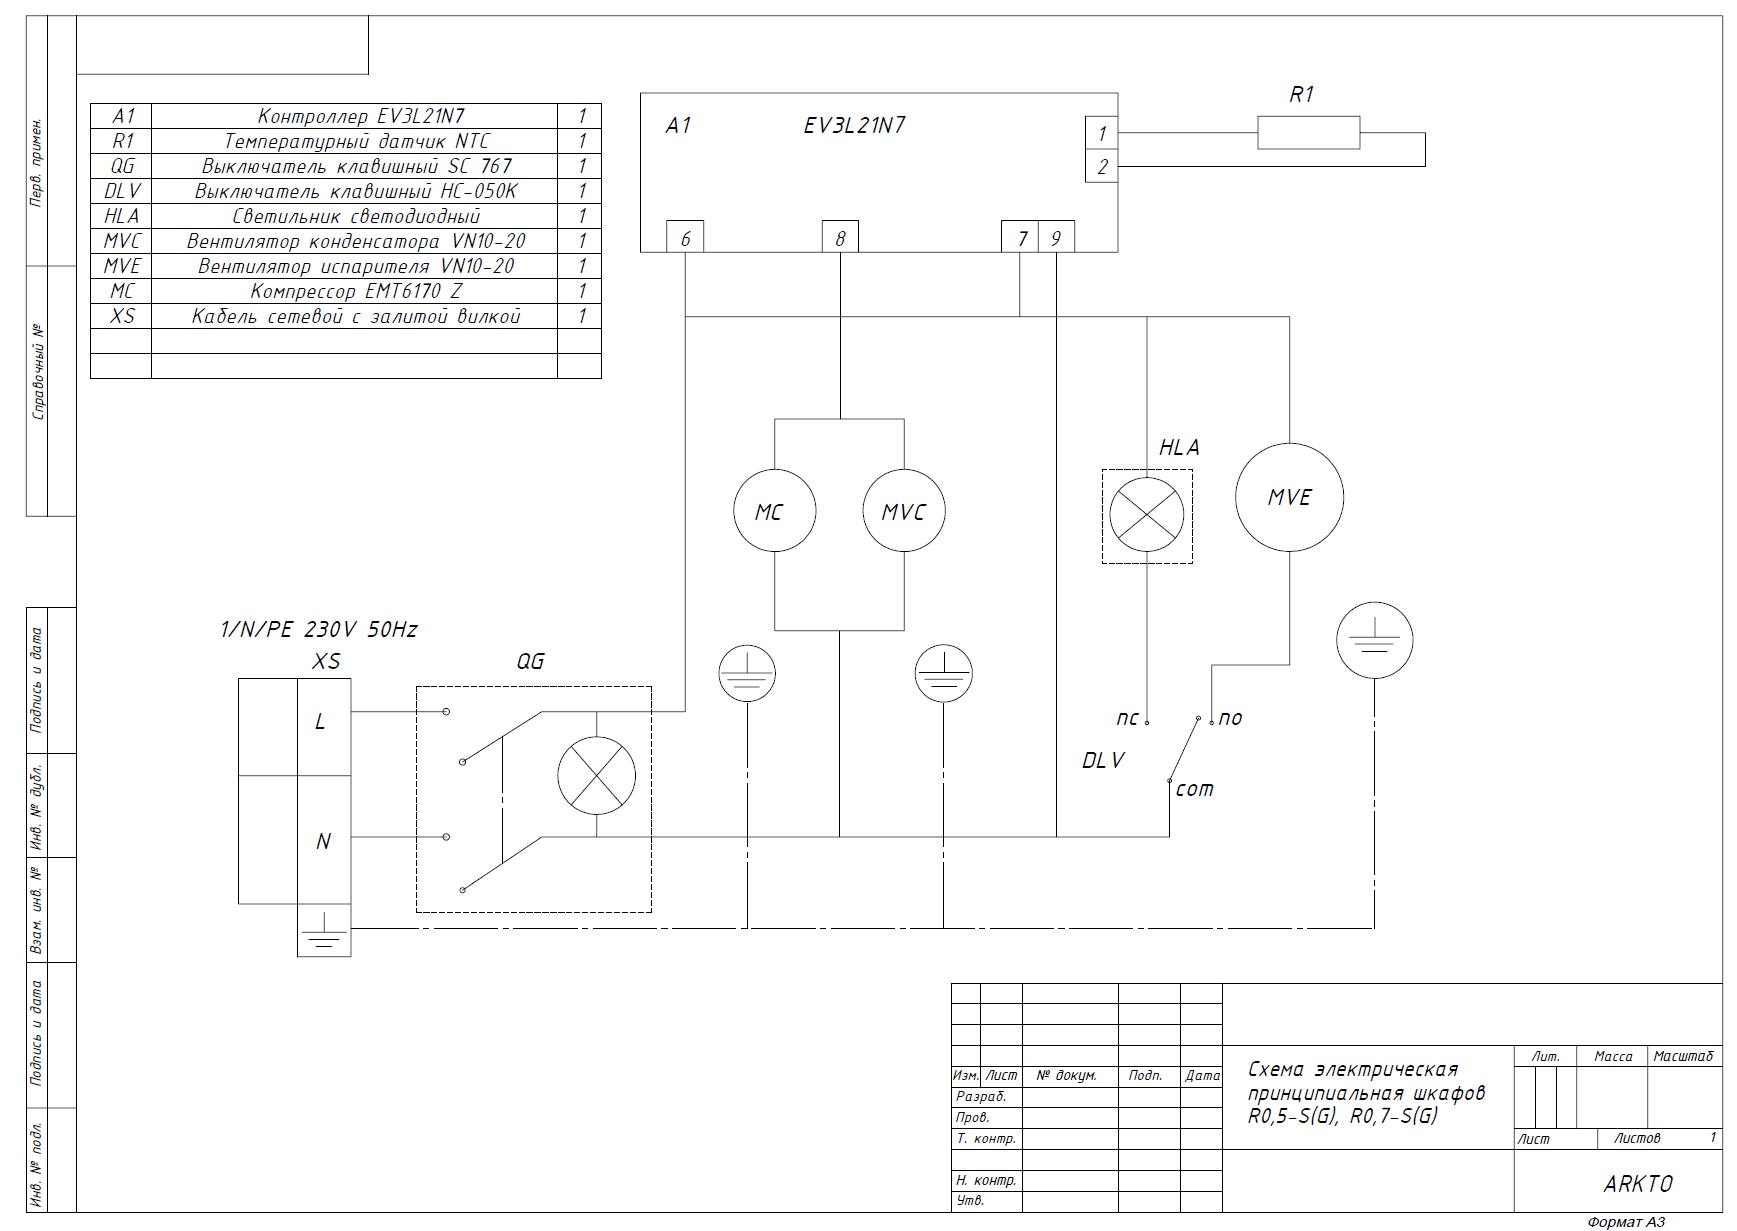 Перв. примен.
Справочный №
Подпись и дата
Инв. № дубл.
Взам. инв. №
Подпись и дата
Инв. № подл.
A1 Контроллер EV3L21N7 1
R1 Температурный датчик NTC 1
QG Выключатель клавишный SC 767 1
DLV Выключатель клавишный HC-050K 1
HLA Светильник светодиодный 1
MVC Вентилятор конденсатора VN10-20 1
MVE Вентилятор испарителя VN10-20 1
MC Компрессор EMT6170 Z 1
XS Кабель сетевой с залитой вилкой 1
A1 EV3L21N7
1
2
6 8 7 9
R1
HLA
MC MVC MVE
1/N/PE 230V 50Hz
XS QG
L
N
nc no
DLV
com
Изм. Лист № докум. Подп. Дата
Разраб.
Пров.
Т. контр.
Н. контр.
Утв.
Схема электрическая
принципиальная шкафов
R0,5-S(G), R0,7-S(G)
Лит. Масса Масштаб
Лист Листов 1
ARKTO
Формат А3